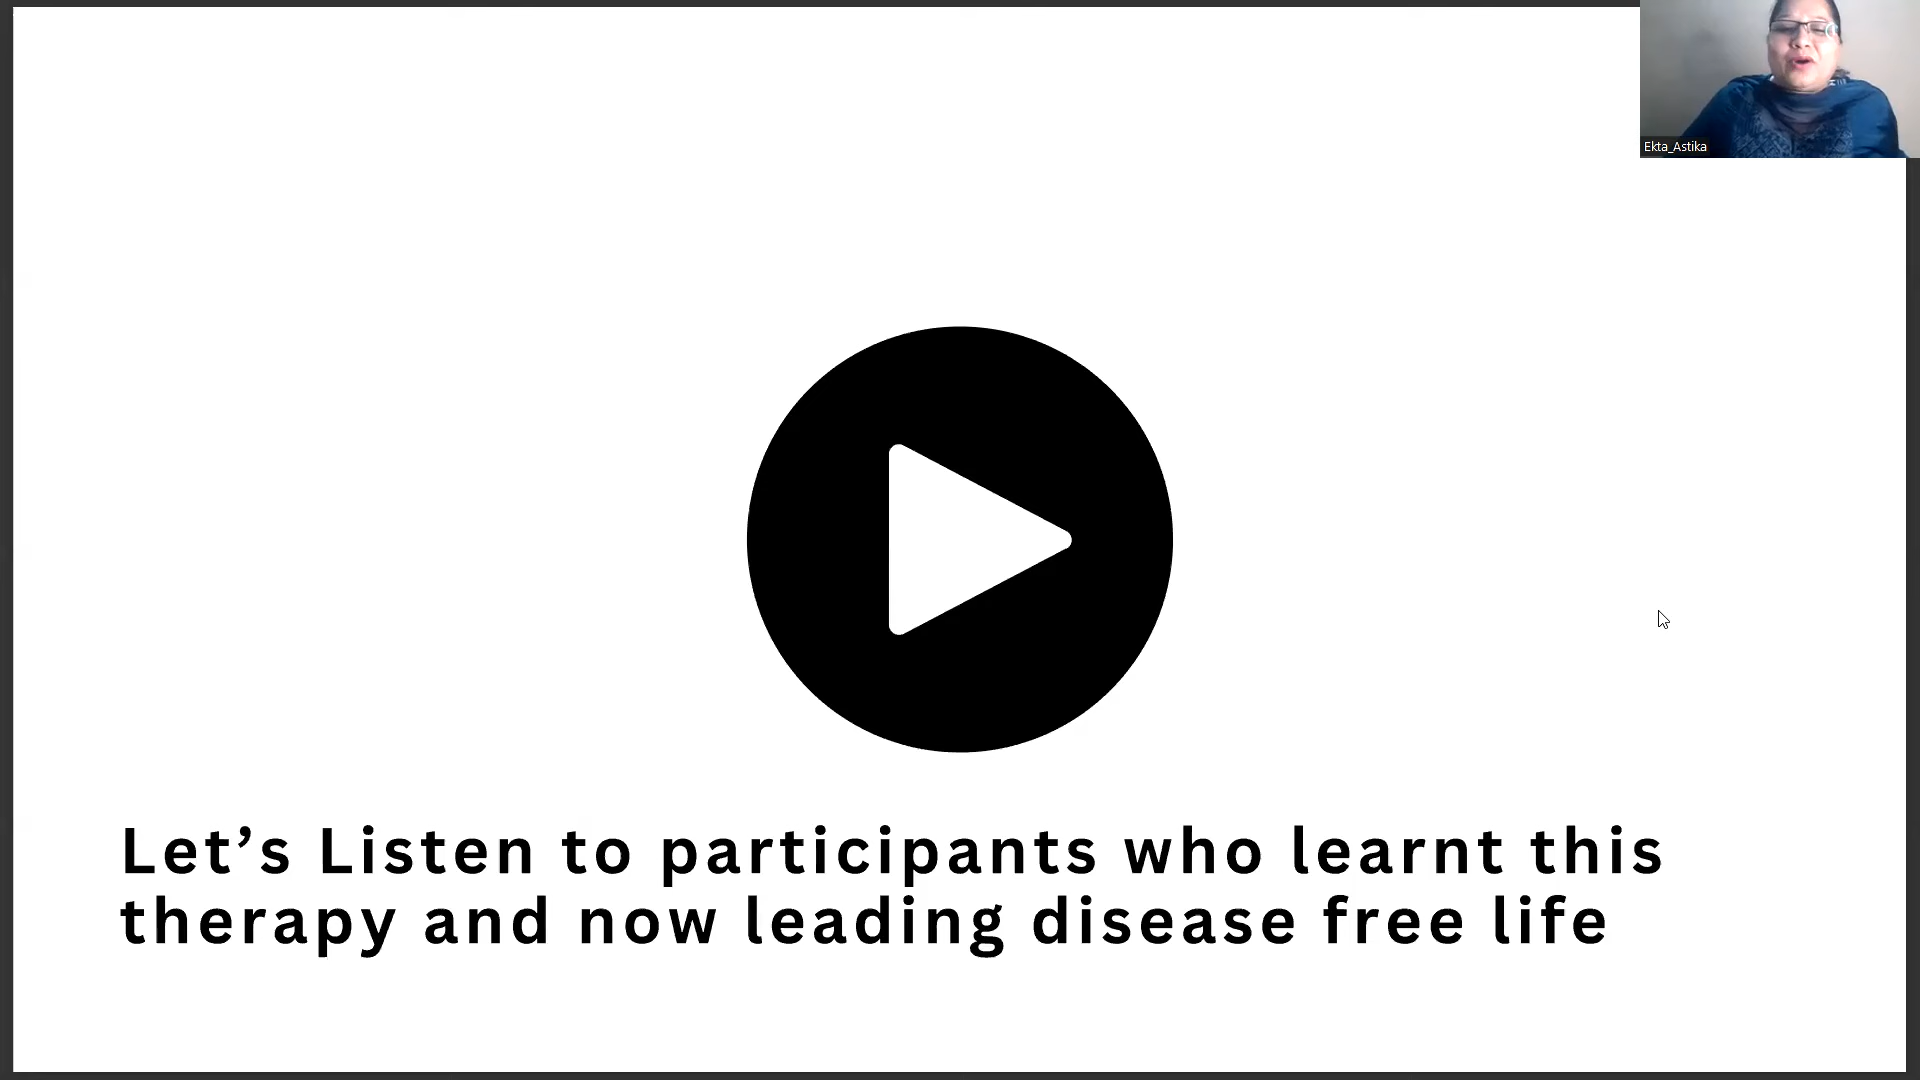 Ekta_Astika
Let’s Listen to participants who learnt this
therapy and now leading disease free life